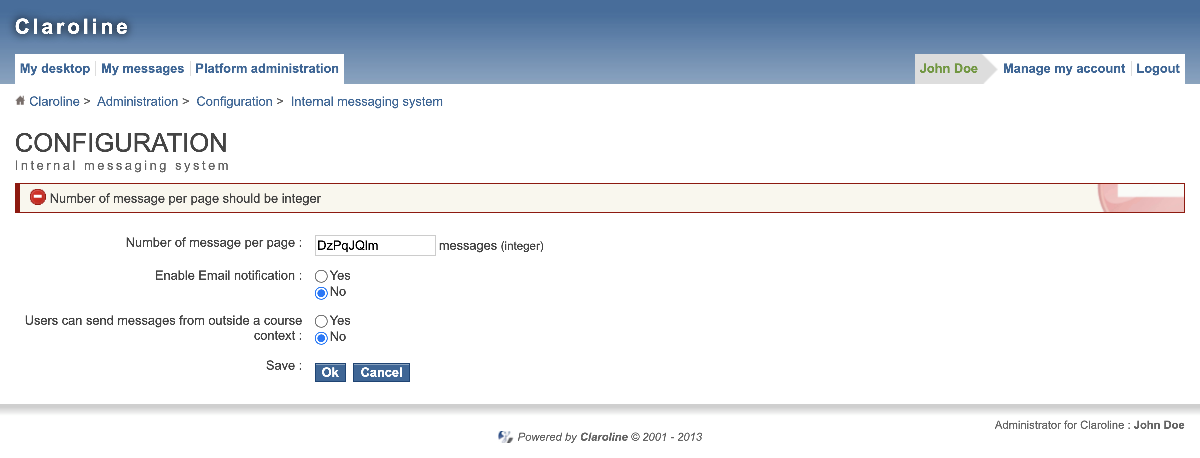 Claroline
My desktop My messages Platform administration John Doe Manage my account Logout
Claroline > Administration > Configuration > Internal messaging system
CONFIGURATION
Internal messaging system
Number of message per page should be integer
Number of message per page : DzPqJQlm messages (integer)
Enable Email notification : Yes
No
Users can send messages from outside a course context : Yes
No
Save : Ok Cancel
Administrator for Claroline : John Doe
Powered by Claroline © 2001 - 2013